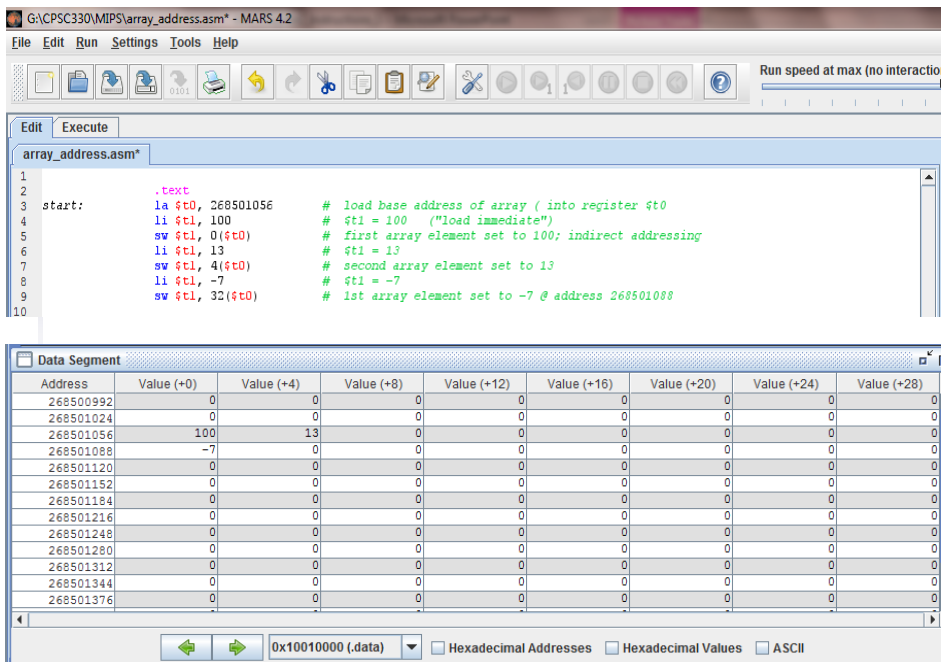 G:\CPSC330\MIPS\array_address.asm* - MARS 4.2
File Edit Run Settings Tools Help
Run speed at max (no interactio
Edit Execute
array_address.asm*
1
2 .text
3 start: la $t0, 268501056 # load base address of array ( into register $t0
4 li $t1, 100 # $t1 = 100 ("load immediate")
5 sw $t1, 0($t0) # first array element set to 100; indirect addressing
6 li $t1, 13 # $t1 = 13
7 sw $t1, 4($t0) # second array element set to 13
8 li $t1, -7 # $t1 = -7
9 sw $t1, 32($t0) # 1st array element set to -7 @ address 268501088
10
Data Segment
Address Value (+0) Value (+4) Value (+8) Value (+12) Value (+16) Value (+20) Value (+24) Value (+28)
268500992 0 0 0 0 0 0 0 0
268501024 0 0 0 0 0 0 0 0
268501056 100 13 0 0 0 0 0 0
268501088 -7 0 0 0 0 0 0 0
268501120 0 0 0 0 0 0 0 0
268501152 0 0 0 0 0 0 0 0
268501184 0 0 0 0 0 0 0 0
268501216 0 0 0 0 0 0 0 0
268501248 0 0 0 0 0 0 0 0
268501280 0 0 0 0 0 0 0 0
268501312 0 0 0 0 0 0 0 0
268501344 0 0 0 0 0 0 0 0
268501376 0 0 0 0 0 0 0 0
0x10010000 (.data) Hexadecimal Addresses Hexadecimal Values ASCII